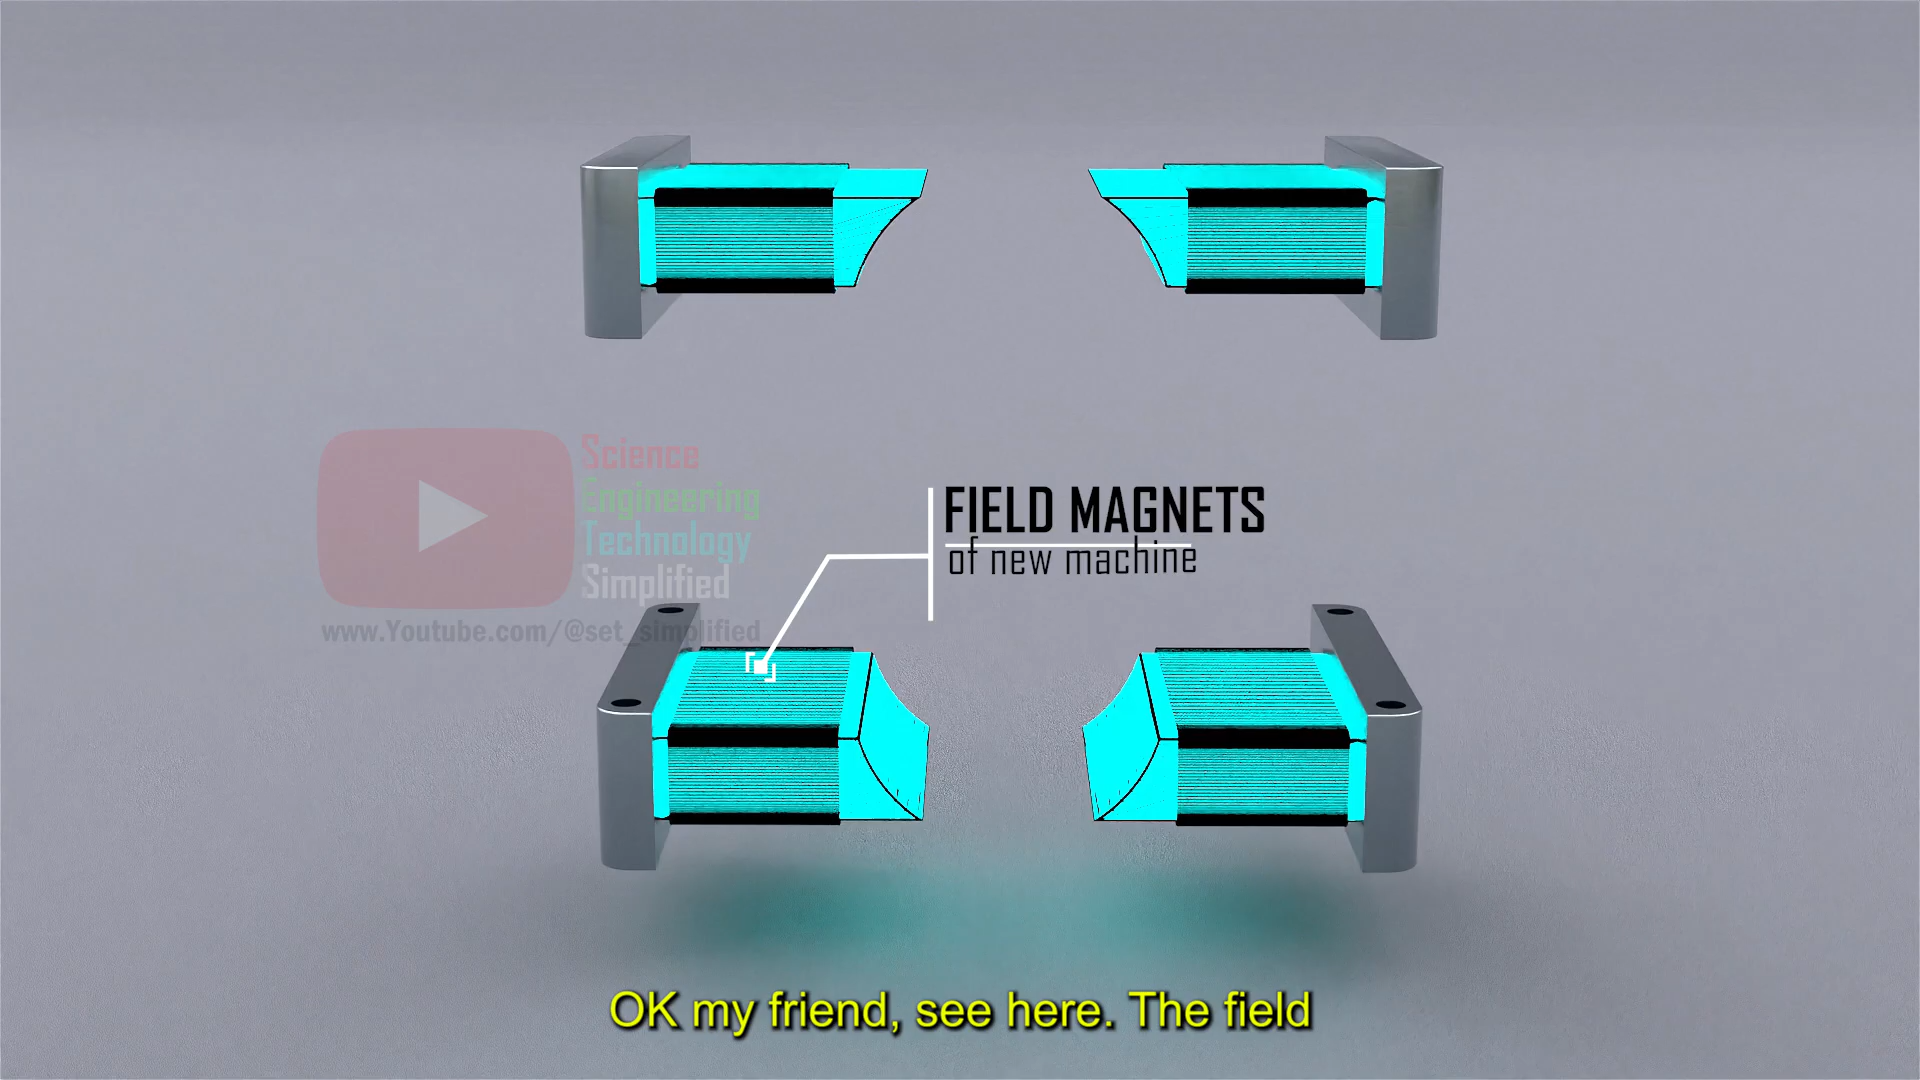 Science
Engineering
Technology
Simplified
www.Youtube.com/@set_simplified
FIELD MAGNETS
of new machine
OK my friend, see here. The field